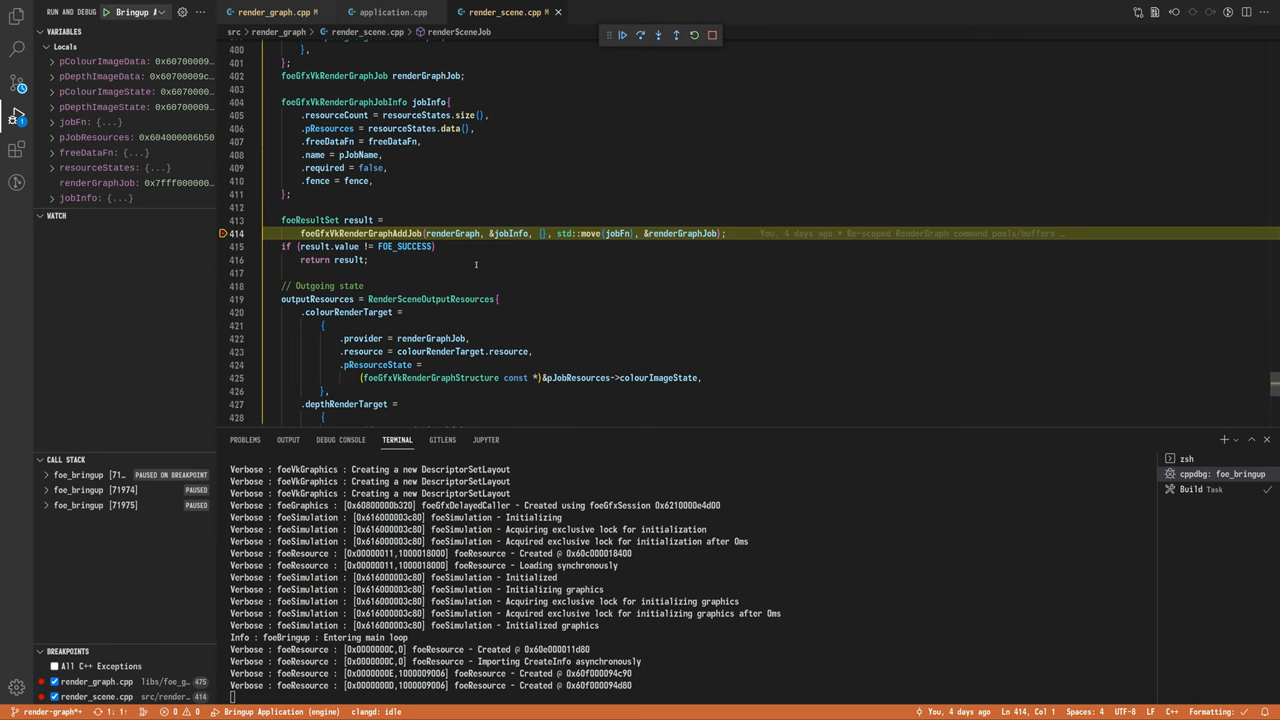 RUN AND DEBUG
Bringup A
···
render_graph.cpp M
application.cpp
render_scene.cpp M
src > render_graph > render_scene.cpp > renderSceneJob
VARIABLES
Locals
pColourImageData: 0x60700009…
pDepthImageData: 0x60700009c…
pColourImageState: 0x6070009…
pDepthImageState: 0x6070009…
jobFn: {...}
pJobResources: 0x604000086b50
freeDataFn: {...}
resourceStates: {...}
renderGraphJob: 0x7fff000000…
jobInfo: {...}
WATCH
400 },
401 };
402 foeGfxVkRenderGraphJob renderGraphJob;
403
404 foeGfxVkRenderGraphJobInfo jobInfo{
405 .resourceCount = resourceStates.size(),
406 .pResources = resourceStates.data(),
407 .freeDataFn = freeDataFn,
408 .name = pJobName,
409 .required = false,
410 .fence = fence,
411 };
412
413 foeResultSet result =
414 foeGfxVkRenderGraphAddJob(renderGraph, &jobInfo, {}, std::move(jobFn), &renderGraphJob); You, 4 days ago • Re-scoped RenderGraph command pools/buffers …
415 if (result.value != FOE_SUCCESS)
416 return result;
417
418 // Outgoing state
419 outputResources = RenderSceneOutputResources{
420 .colourRenderTarget =
421 {
422 .provider = renderGraphJob,
423 .resource = colourRenderTarget.resource,
424 .pResourceState =
425 (foeGfxVkRenderGraphStructure const *)&pJobResources->colourImageState,
426 },
427 .depthRenderTarget =
428 {
CALL STACK
foe_bringup [71… PAUSED ON BREAKPOINT
foe_bringup [71974] PAUSED
foe_bringup [71975] PAUSED
BREAKPOINTS
All C++ Exceptions
render_graph.cpp libs/foe_g… 475
render_scene.cpp src/render… 414
PROBLEMS OUTPUT DEBUG CONSOLE TERMINAL GITLENS JUPYTER
Verbose : foeVkGraphics : Creating a new DescriptorSetLayout
Verbose : foeVkGraphics : Creating a new DescriptorSetLayout
Verbose : foeVkGraphics : Creating a new DescriptorSetLayout
Verbose : foeGraphics : [0x60800000b320] foeGfxDelayedCaller - Created using foeGfxSession 0x6210000e4d00
Verbose : foeSimulation : [0x616000003c80] foeSimulation - Initializing
Verbose : foeSimulation : [0x616000003c80] foeSimulation - Acquiring exclusive lock for initialization
Verbose : foeSimulation : [0x616000003c80] foeSimulation - Acquired exclusive lock for initialization after 0ms
Verbose : foeResource : [0x00000011,1000018000] foeResource - Created @ 0x60c000018400
Verbose : foeResource : [0x00000011,1000018000] foeResource - Loading synchronously
Verbose : foeSimulation : [0x616000003c80] foeSimulation - Initialized
Verbose : foeSimulation : [0x616000003c80] foeSimulation - Initializing graphics
Verbose : foeSimulation : [0x616000003c80] foeSimulation - Acquiring exclusive lock for initializing graphics
Verbose : foeSimulation : [0x616000003c80] foeSimulation - Acquired exclusive lock for initializing graphics after 0ms
Verbose : foeSimulation : [0x616000003c80] foeSimulation - Initialized graphics
Info : foeBringup : Entering main loop
Verbose : foeResource : [0x0000000C,0] foeResource - Created @ 0x60e000011d80
Verbose : foeResource : [0x0000000C,0] foeResource - Importing CreateInfo asynchronously
Verbose : foeResource : [0x0000000E,1000009006] foeResource - Created @ 0x60f000094c90
Verbose : foeResource : [0x0000000D,1000009006] foeResource - Created @ 0x60f000094d80
zsh
cppdbg: foe_bringup
Build Task
render-graph*+ 1↓ 1↑ 0 0 Bringup Application (engine) clangd: idle You, 4 days ago Ln 414, Col 1 Spaces: 4 UTF-8 LF C++ Formatting: ✓